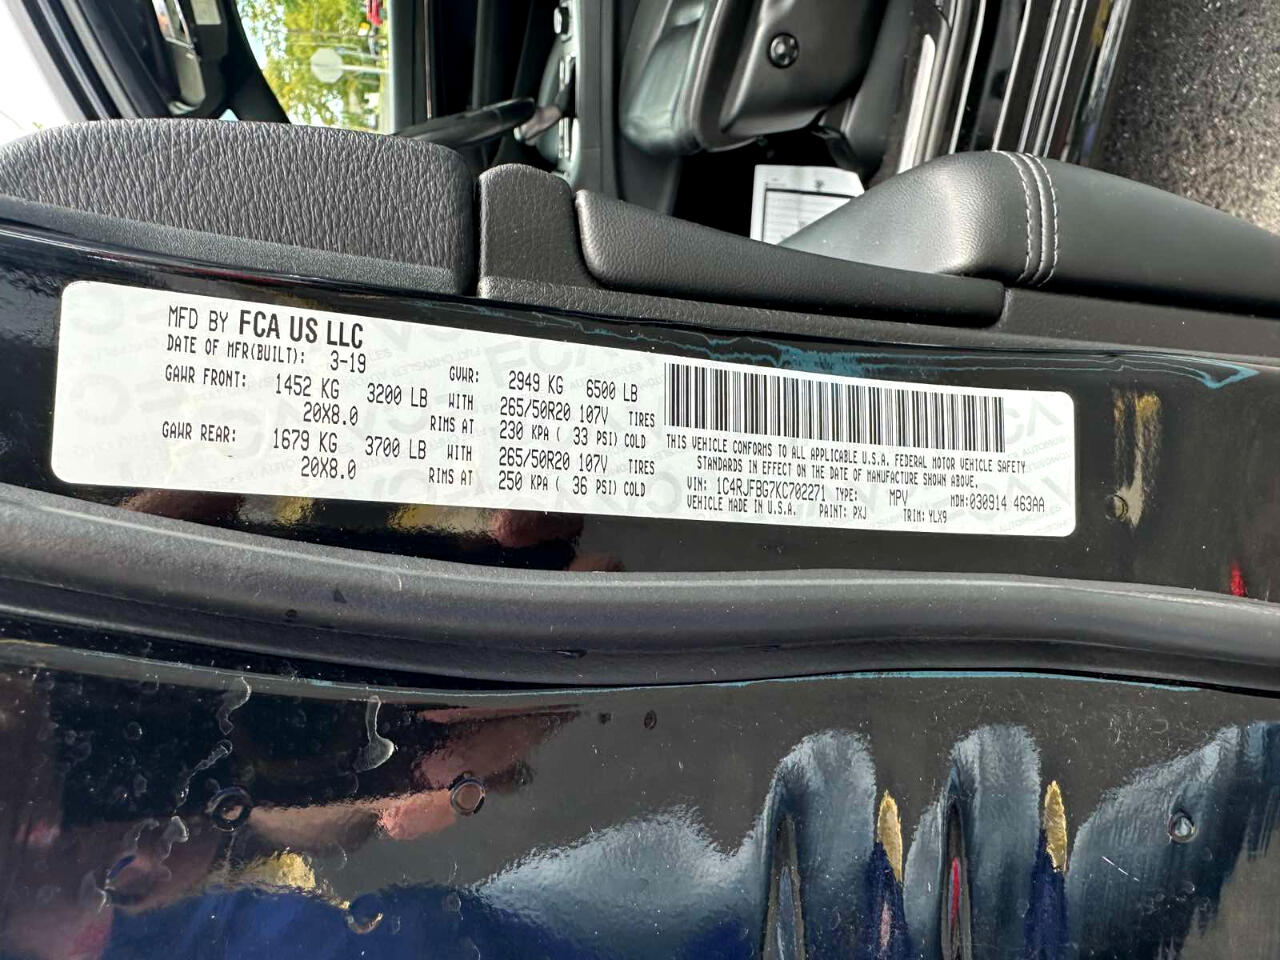 MFD BY FCA US LLC
DATE OF MFR(BUILT): 3-19 GVWR: 2949 KG 6500 LB
GAWR FRONT: 1452 KG 3200 LB WITH 265/50R20 107V TIRES
20X8.0 RIMS AT 230 KPA ( 33 PSI) COLD
GAWR REAR: 1679 KG 3700 LB WITH 265/50R20 107V TIRES
20X8.0 RIMS AT 250 KPA ( 36 PSI) COLD
THIS VEHICLE CONFORMS TO ALL APPLICABLE U.S.A. FEDERAL MOTOR VEHICLE SAFETY
STANDARDS IN EFFECT ON THE DATE OF MANUFACTURE SHOWN ABOVE.
VIN: 1C4RJFBG7KC702271 TYPE: MPV MDH:030914 463AA
VEHICLE MADE IN U.S.A. PAINT: PXJ TRIM: YLX9